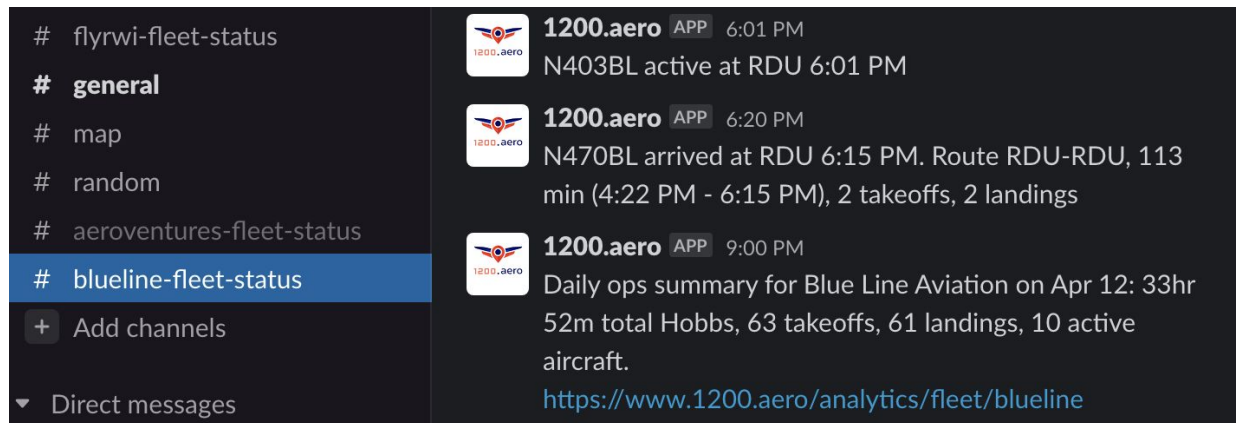 # flyrwi-fleet-status
# general
# map
# random
# aeroventures-fleet-status
# blueline-fleet-status
+ Add channels
Direct messages
1200.aero
1200.aero APP 6:01 PM
N403BL active at RDU 6:01 PM
1200.aero
1200.aero APP 6:20 PM
N470BL arrived at RDU 6:15 PM. Route RDU-RDU, 113
min (4:22 PM - 6:15 PM), 2 takeoffs, 2 landings
1200.aero
1200.aero APP 9:00 PM
Daily ops summary for Blue Line Aviation on Apr 12: 33hr
52m total Hobbs, 63 takeoffs, 61 landings, 10 active
aircraft.
https://www.1200.aero/analytics/fleet/blueline